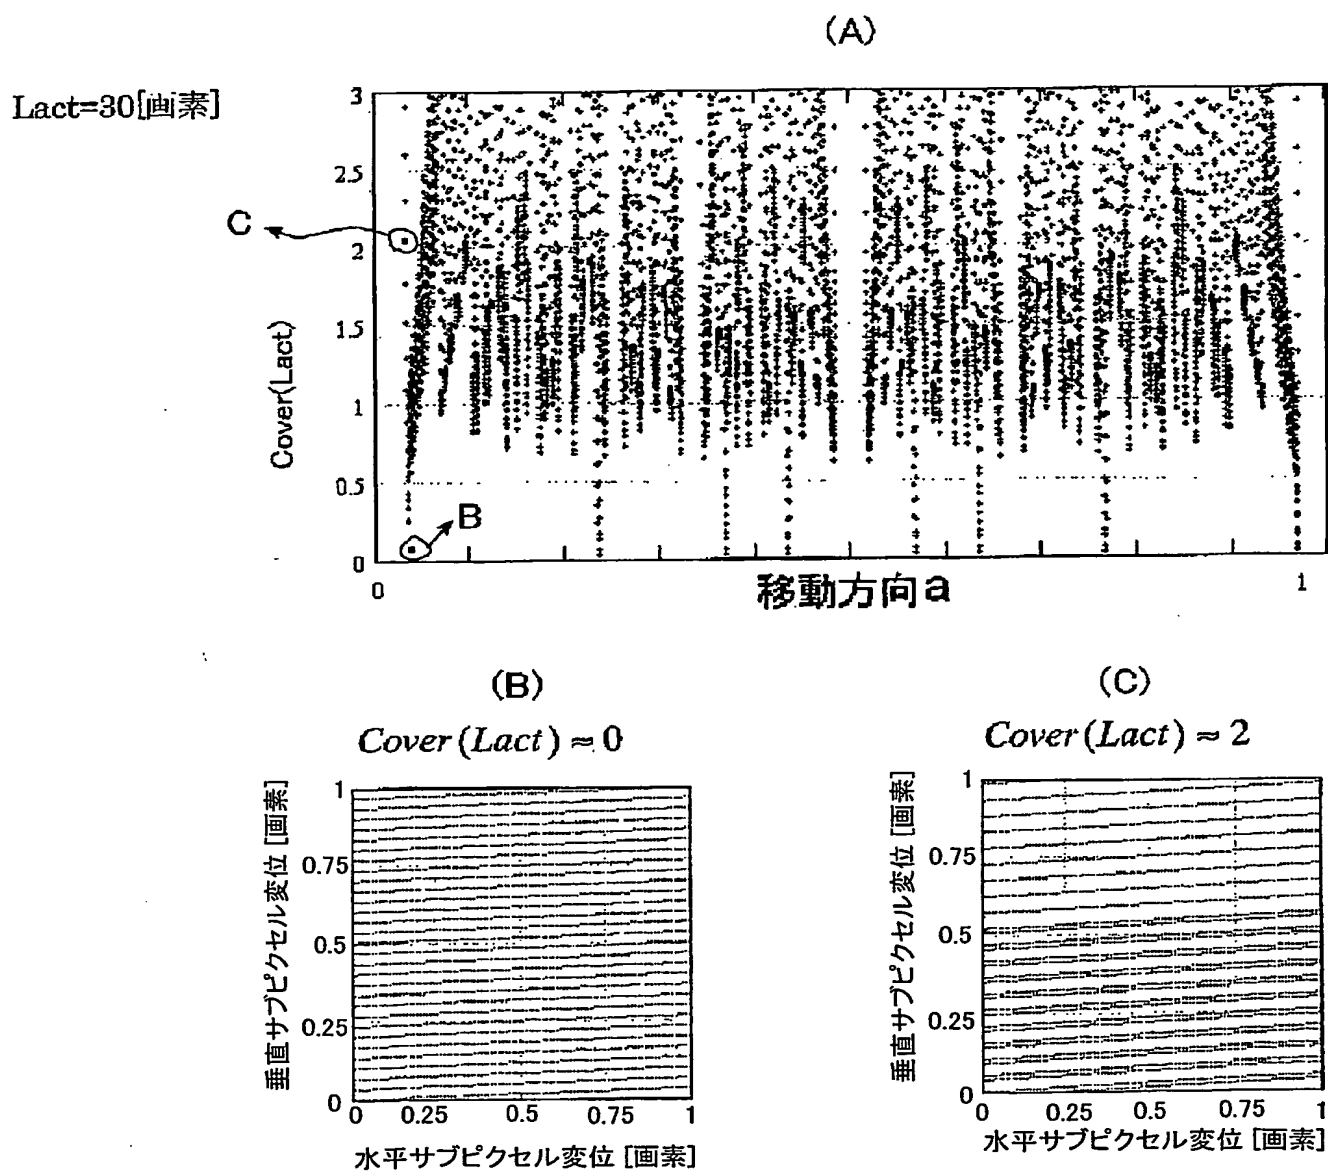 (A)
Lact=30[画素]
3
2.5
C
2
1.5
Cover(Lact)
1
0.5
B
0
0
移動方向a
1
(B)
Cover(Lact)≈0
垂直サブピクセル変位 [画素]
1
0.75
0.5
0.25
0
0 0.25 0.5 0.75 1
水平サブピクセル変位 [画素]
(C)
Cover(Lact)≈2
垂直サブピクセル変位 [画素]
1
0.75
0.5
0.25
0
0 0.25 0.5 0.75 1
水平サブピクセル変位 [画素]